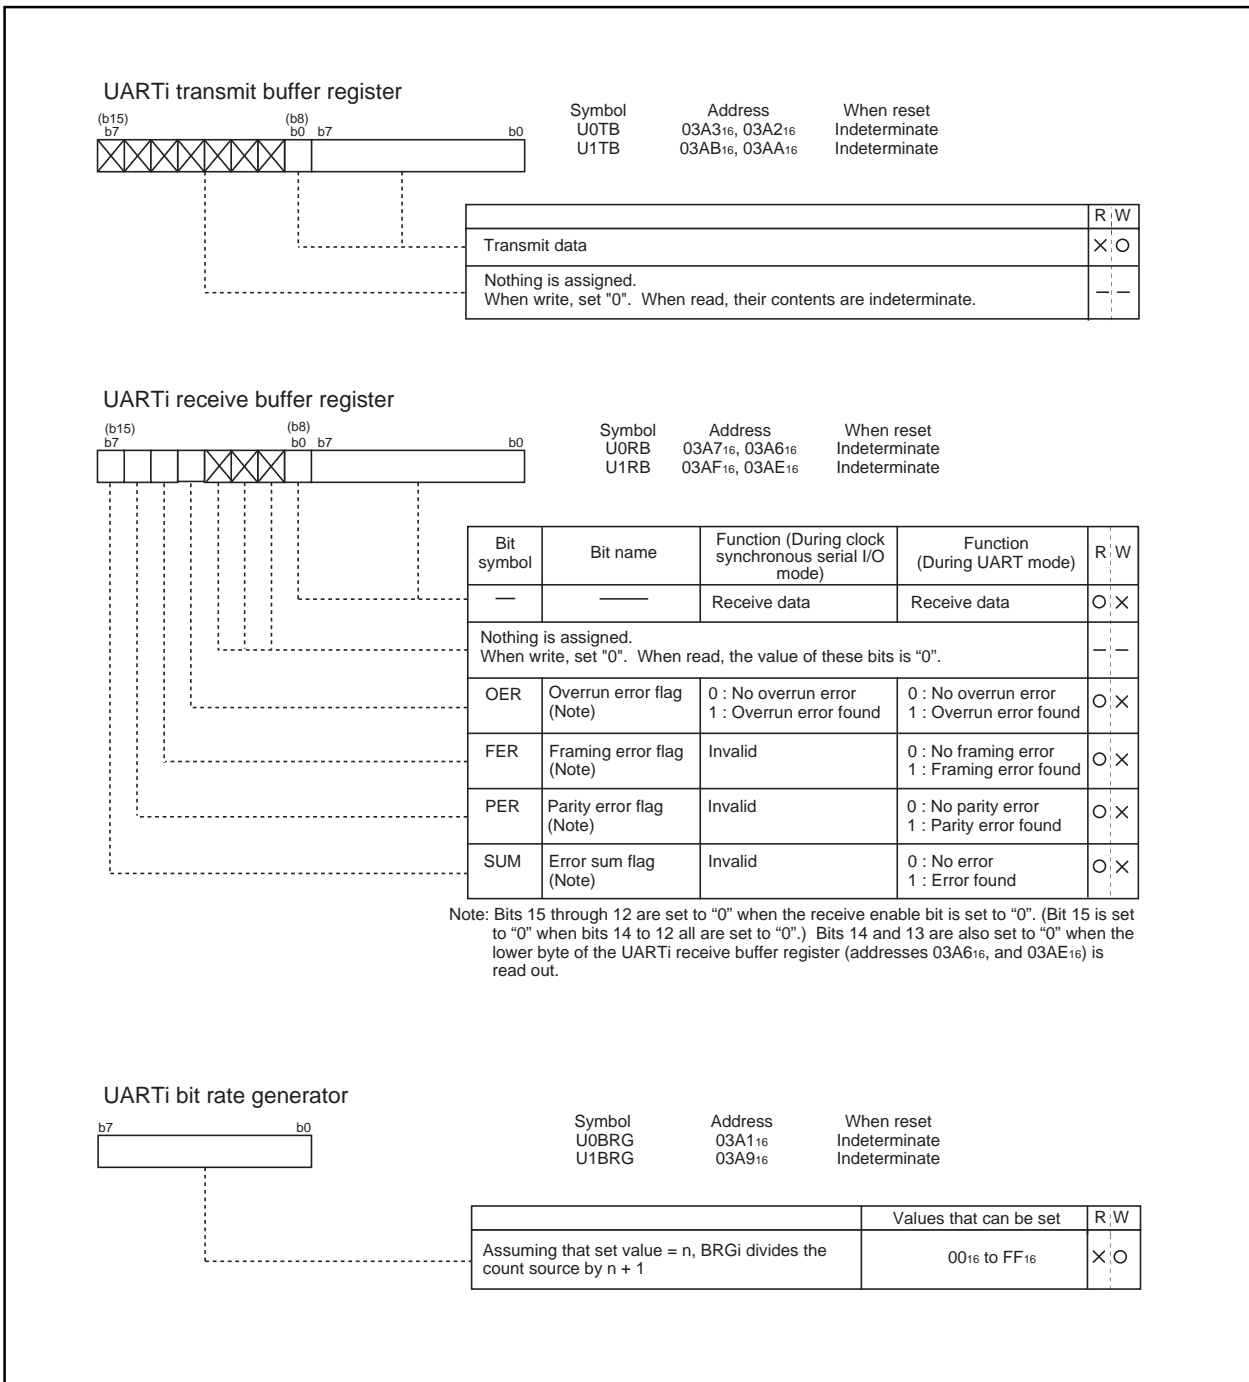 UARTi transmit buffer register
(b15) (b8)
b7 b0 b7 b0
Symbol Address When reset
U0TB 03A316, 03A216 Indeterminate
U1TB 03AB16, 03AA16 Indeterminate
R W
Transmit data X O
Nothing is assigned.
When write, set "0". When read, their contents are indeterminate. — —
UARTi receive buffer register
(b15) (b8)
b7 b0 b7 b0
Symbol Address When reset
U0RB 03A716, 03A616 Indeterminate
U1RB 03AF16, 03AE16 Indeterminate
Bit symbol Bit name Function (During clock synchronous serial I/O mode) Function (During UART mode) R W
— — Receive data Receive data O X
Nothing is assigned.
When write, set "0". When read, the value of these bits is “0”. — —
OER Overrun error flag (Note) 0 : No overrun error 1 : Overrun error found 0 : No overrun error 1 : Overrun error found O X
FER Framing error flag (Note) Invalid 0 : No framing error 1 : Framing error found O X
PER Parity error flag (Note) Invalid 0 : No parity error 1 : Parity error found O X
SUM Error sum flag (Note) Invalid 0 : No error 1 : Error found O X
Note: Bits 15 through 12 are set to “0” when the receive enable bit is set to “0”. (Bit 15 is set
to “0” when bits 14 to 12 all are set to “0”.) Bits 14 and 13 are also set to “0” when the
lower byte of the UARTi receive buffer register (addresses 03A616, and 03AE16) is
read out.
UARTi bit rate generator
b7 b0
Symbol Address When reset
U0BRG 03A116 Indeterminate
U1BRG 03A916 Indeterminate
Values that can be set R W
Assuming that set value = n, BRGi divides the
count source by n + 1 0016 to FF16 X O